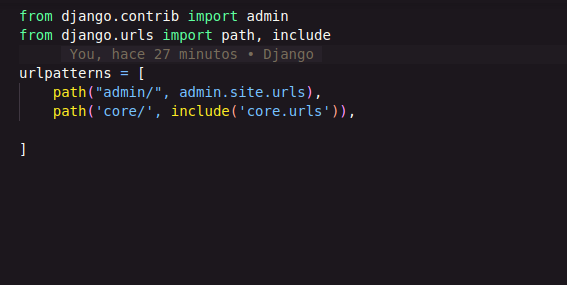 from django.contrib import admin
from django.urls import path, include
You, hace 27 minutos • Django
urlpatterns = [
    path("admin/", admin.site.urls),
    path('core/', include('core.urls')),
]